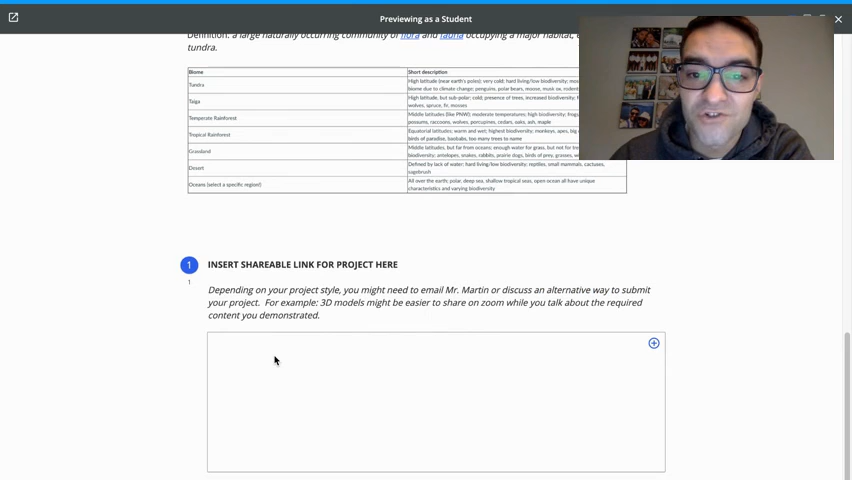 Previewing as a Student
Definition: a large naturally occurring community of flora and fauna occupying a major habitat, e
tundra.
Biome Short description
Tundra High latitude (near earth's poles); very cold: hard living/low biodiversity; mos
biome due to climate change; penguins, polar bears, moose, musk ox, rodent
Taiga High latitude, but sub-polar: cold; presence of trees, increased biodiversity;
wolves, spruce, fir, mosses
Temperate Rainforest Middle latitudes (like PNW); moderate temperatures; high biodiversity; frogs
possums, raccoons, wolves, porcupines, cedars, oaks, ash, maple
Tropical Rainforest Equatorial latitudes; warm and wet; highest biodiversity; monkeys, apes, big
birds of paradise, baobabs, too many trees to name
Grassland Middle latitudes, but far from oceans; enough water for grass, but not for
biodiversity: antelopes, snakes, rabbits, prairie dogs, birds of prey, grasses, w
Desert Defined by lack of water: hard living/low biodiversity; reptiles, small mammals, cactuses,
sagebrush
Oceans (select a specific region!) All over the earth; polar, deep sea, shallow tropical seas, open ocean all have unique
characteristics and varying biodiversity
1 INSERT SHAREABLE LINK FOR PROJECT HERE
1
Depending on your project style, you might need to email Mr. Martin or discuss an alternative way to submit
your project. For example: 3D models might be easier to share on zoom while you talk about the required
content you demonstrated.